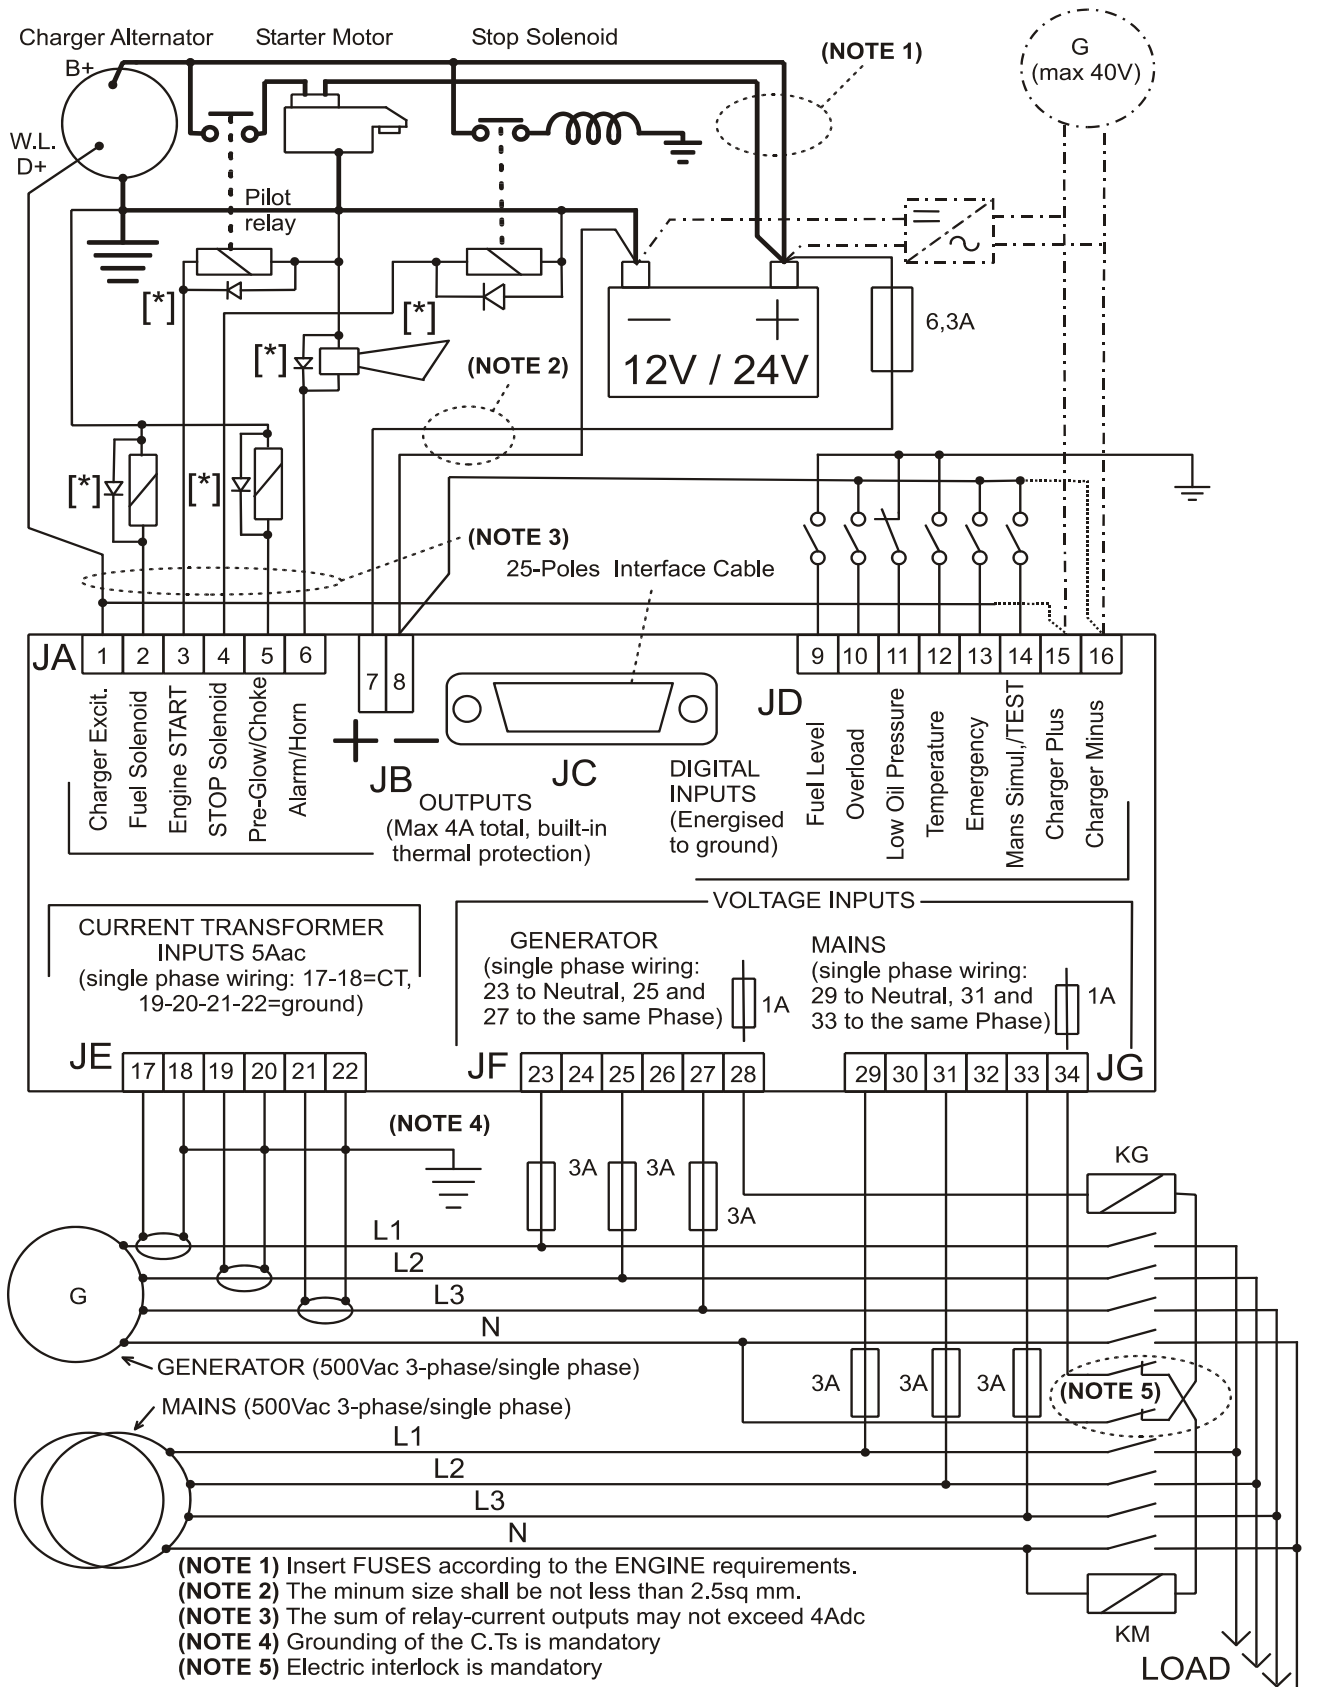 Charger Alternator
Starter Motor
Stop Solenoid
(NOTE 1)
G
(max 40V)
B+
W.L.
D+
Pilot
relay
[*]
[*]
[*]
(NOTE 2)
12V / 24V
6,3A
[*]
[*]
(NOTE 3)
25-Poles Interface Cable
JA
1 2 3 4 5 6
7 8
9 10 11 12 13 14 15 16
Charger Excit.
Fuel Solenoid
Engine START
STOP Solenoid
Pre-Glow/Choke
Alarm/Horn
+ −
JB
JC
JD
Fuel Level
Overload
Low Oil Pressure
Temperature
Emergency
Mans Simul,/TEST
Charger Plus
Charger Minus
OUTPUTS
(Max 4A total, built-in
thermal protection)
DIGITAL
INPUTS
(Energised
to ground)
CURRENT TRANSFORMER
INPUTS 5Aac
(single phase wiring: 17-18=CT,
19-20-21-22=ground)
VOLTAGE INPUTS
GENERATOR
(single phase wiring:
23 to Neutral, 25 and
27 to the same Phase)
1A
MAINS
(single phase wiring:
29 to Neutral, 31 and
33 to the same Phase)
1A
JE
17 18 19 20 21 22
JF
23 24 25 26 27 28
29 30 31 32 33 34
JG
(NOTE 4)
3A
3A
3A
KG
L1
L2
L3
N
G
GENERATOR (500Vac 3-phase/single phase)
3A
3A
3A
(NOTE 5)
MAINS (500Vac 3-phase/single phase)
L1
L2
L3
N
(NOTE 1) Insert FUSES according to the ENGINE requirements.
(NOTE 2) The minum size shall be not less than 2.5sq mm.
(NOTE 3) The sum of relay-current outputs may not exceed 4Adc
(NOTE 4) Grounding of the C.Ts is mandatory
(NOTE 5) Electric interlock is mandatory
KM
LOAD